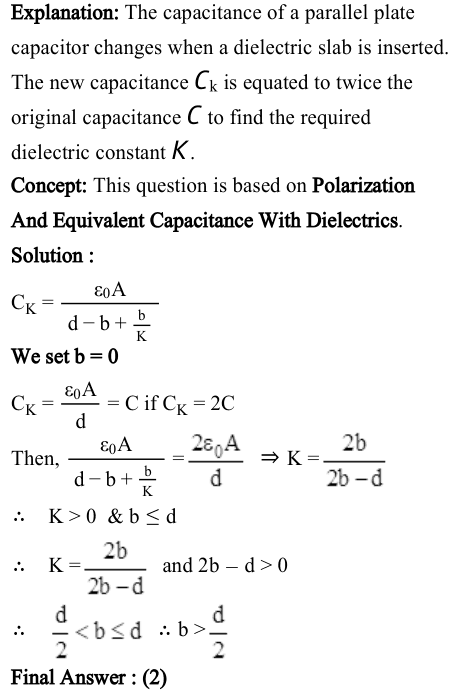 Explanation: The capacitance of a parallel plate
capacitor changes when a dielectric slab is inserted.
The new capacitance Cₖ is equated to twice the
original capacitance C to find the required
dielectric constant K.
Concept: This question is based on Polarization
And Equivalent Capacitance With Dielectrics.
Solution :
C_K = ε₀A / (d – b + b/K)
We set b = 0
C_K = ε₀A / d = C if C_K = 2C
Then, ε₀A / (d – b + b/K) = 2ε₀A / d ⇒ K = 2b / (2b – d)
∴ K > 0 & b ≤ d
∴ K = 2b / (2b – d) and 2b – d > 0
∴ d/2 < b ≤ d ∴ b > d/2
Final Answer : (2)